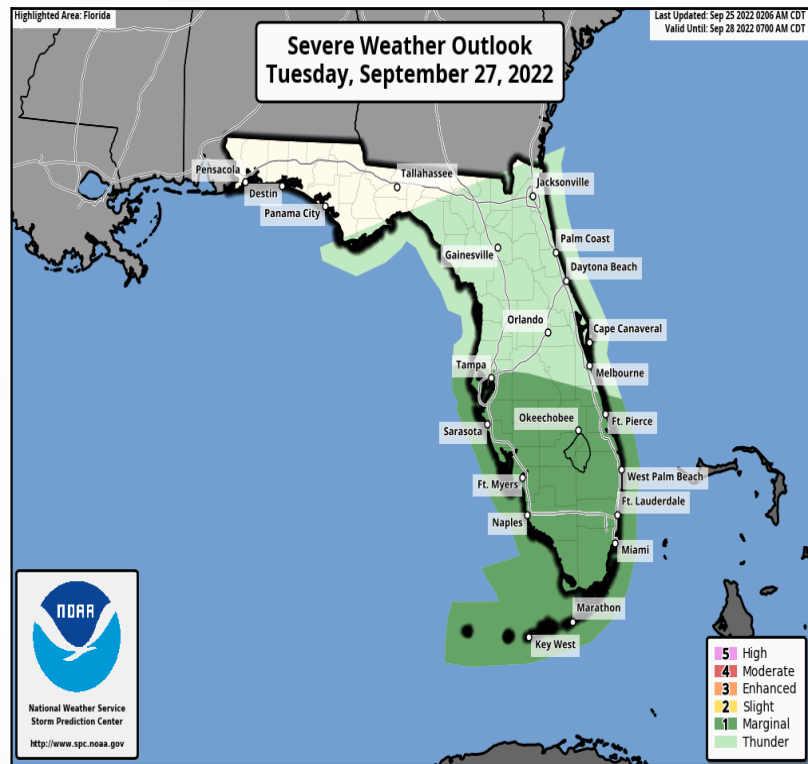 Highlighted Area: Florida
Last Updated: Sep 25 2022 0206 AM CDT
Valid Until: Sep 28 2022 0700 AM CDT
Severe Weather Outlook
Tuesday, September 27, 2022
Pensacola
Tallahassee
Destin
Jacksonville
Panama City
Palm Coast
Gainesville
Daytona Beach
Orlando
Cape Canaveral
Tampa
Melbourne
Okeechobee
Ft. Pierce
Sarasota
West Palm Beach
Ft. Myers
Ft. Lauderdale
Naples
Miami
Marathon
Key West
NOAA
National Weather Service
Storm Prediction Center
http://www.spc.noaa.gov
5 High
4 Moderate
3 Enhanced
2 Slight
1 Marginal
Thunder